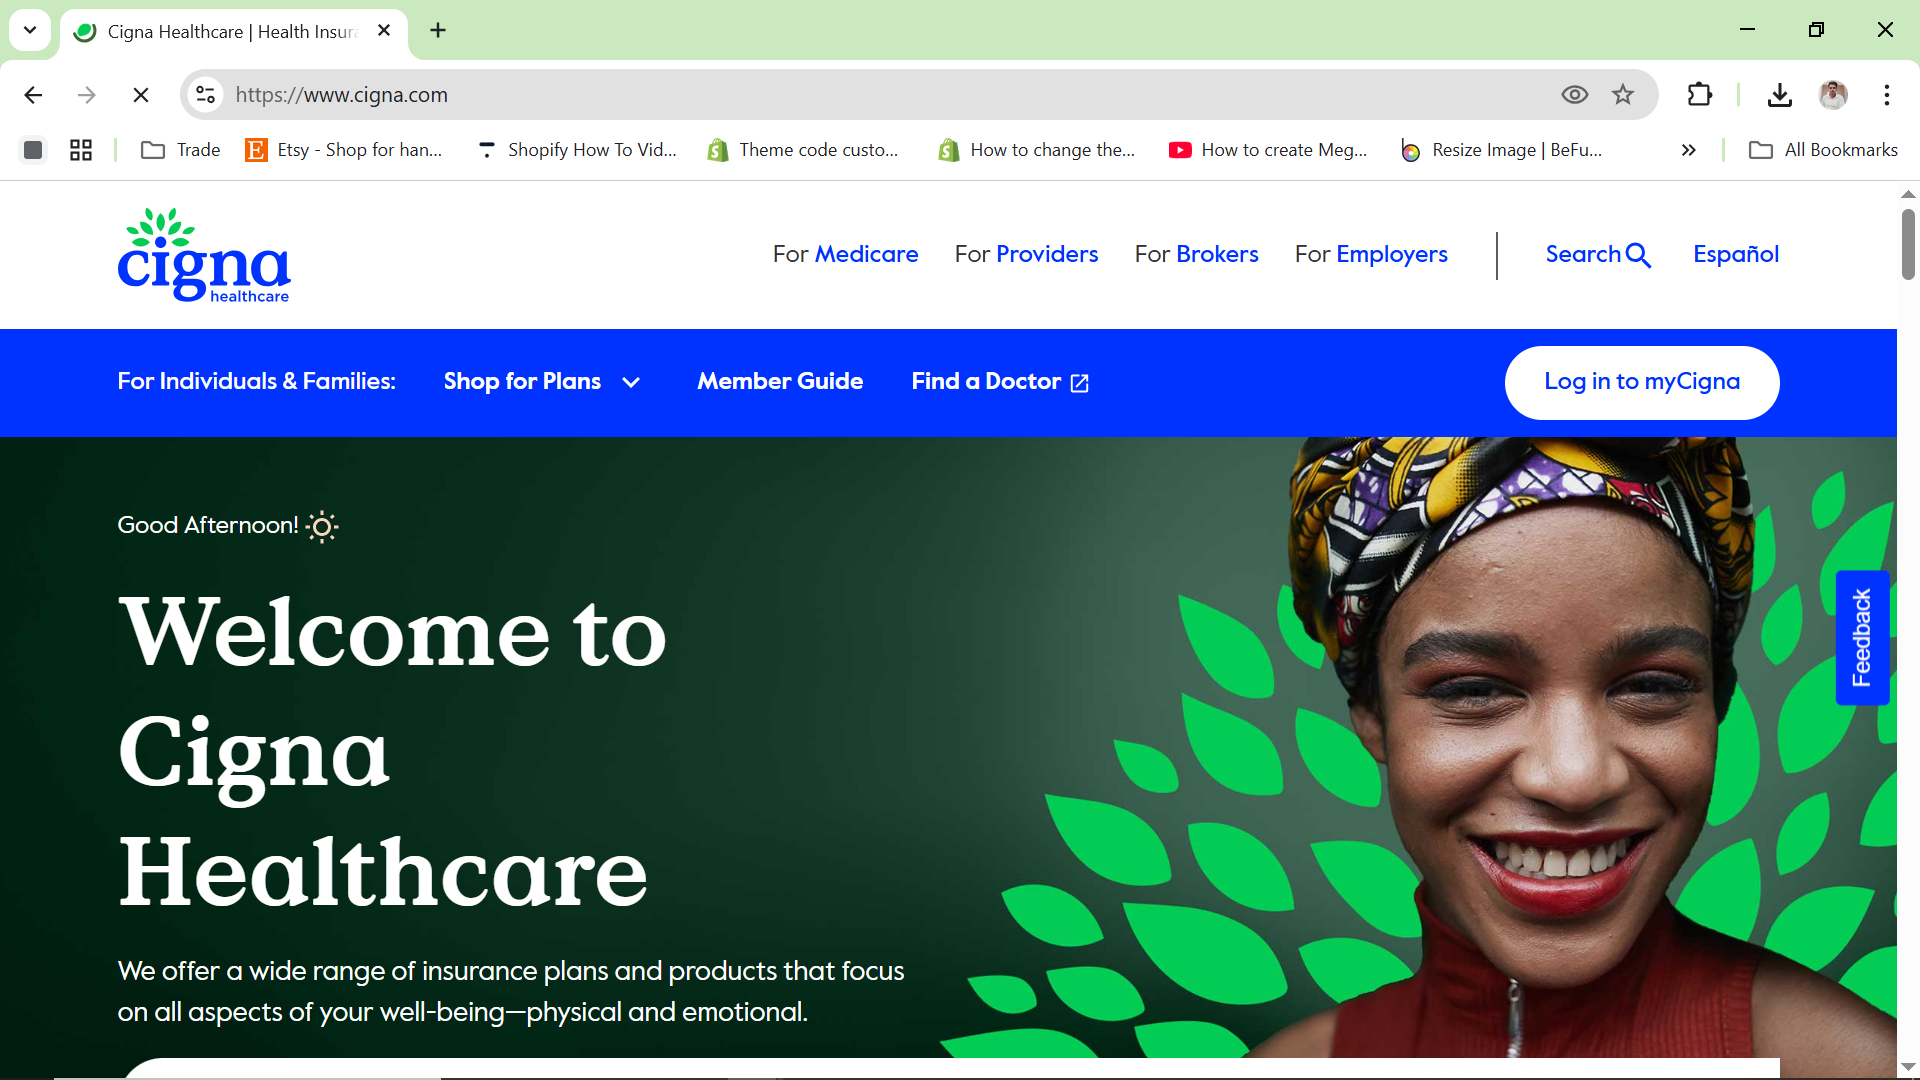 Cigna Healthcare | Health Insura
https://www.cigna.com
Trade
Etsy - Shop for han...
Shopify How To Vid...
Theme code custo...
How to change the...
How to create Meg...
Resize Image | BeFu...
All Bookmarks
cigna
healthcare
For Medicare
For Providers
For Brokers
For Employers
Search
Español
For Individuals & Families:
Shop for Plans
Member Guide
Find a Doctor
Log in to myCigna
Good Afternoon!
Welcome to
Cigna
Healthcare
We offer a wide range of insurance plans and products that focus
on all aspects of your well-being—physical and emotional.
Feedback